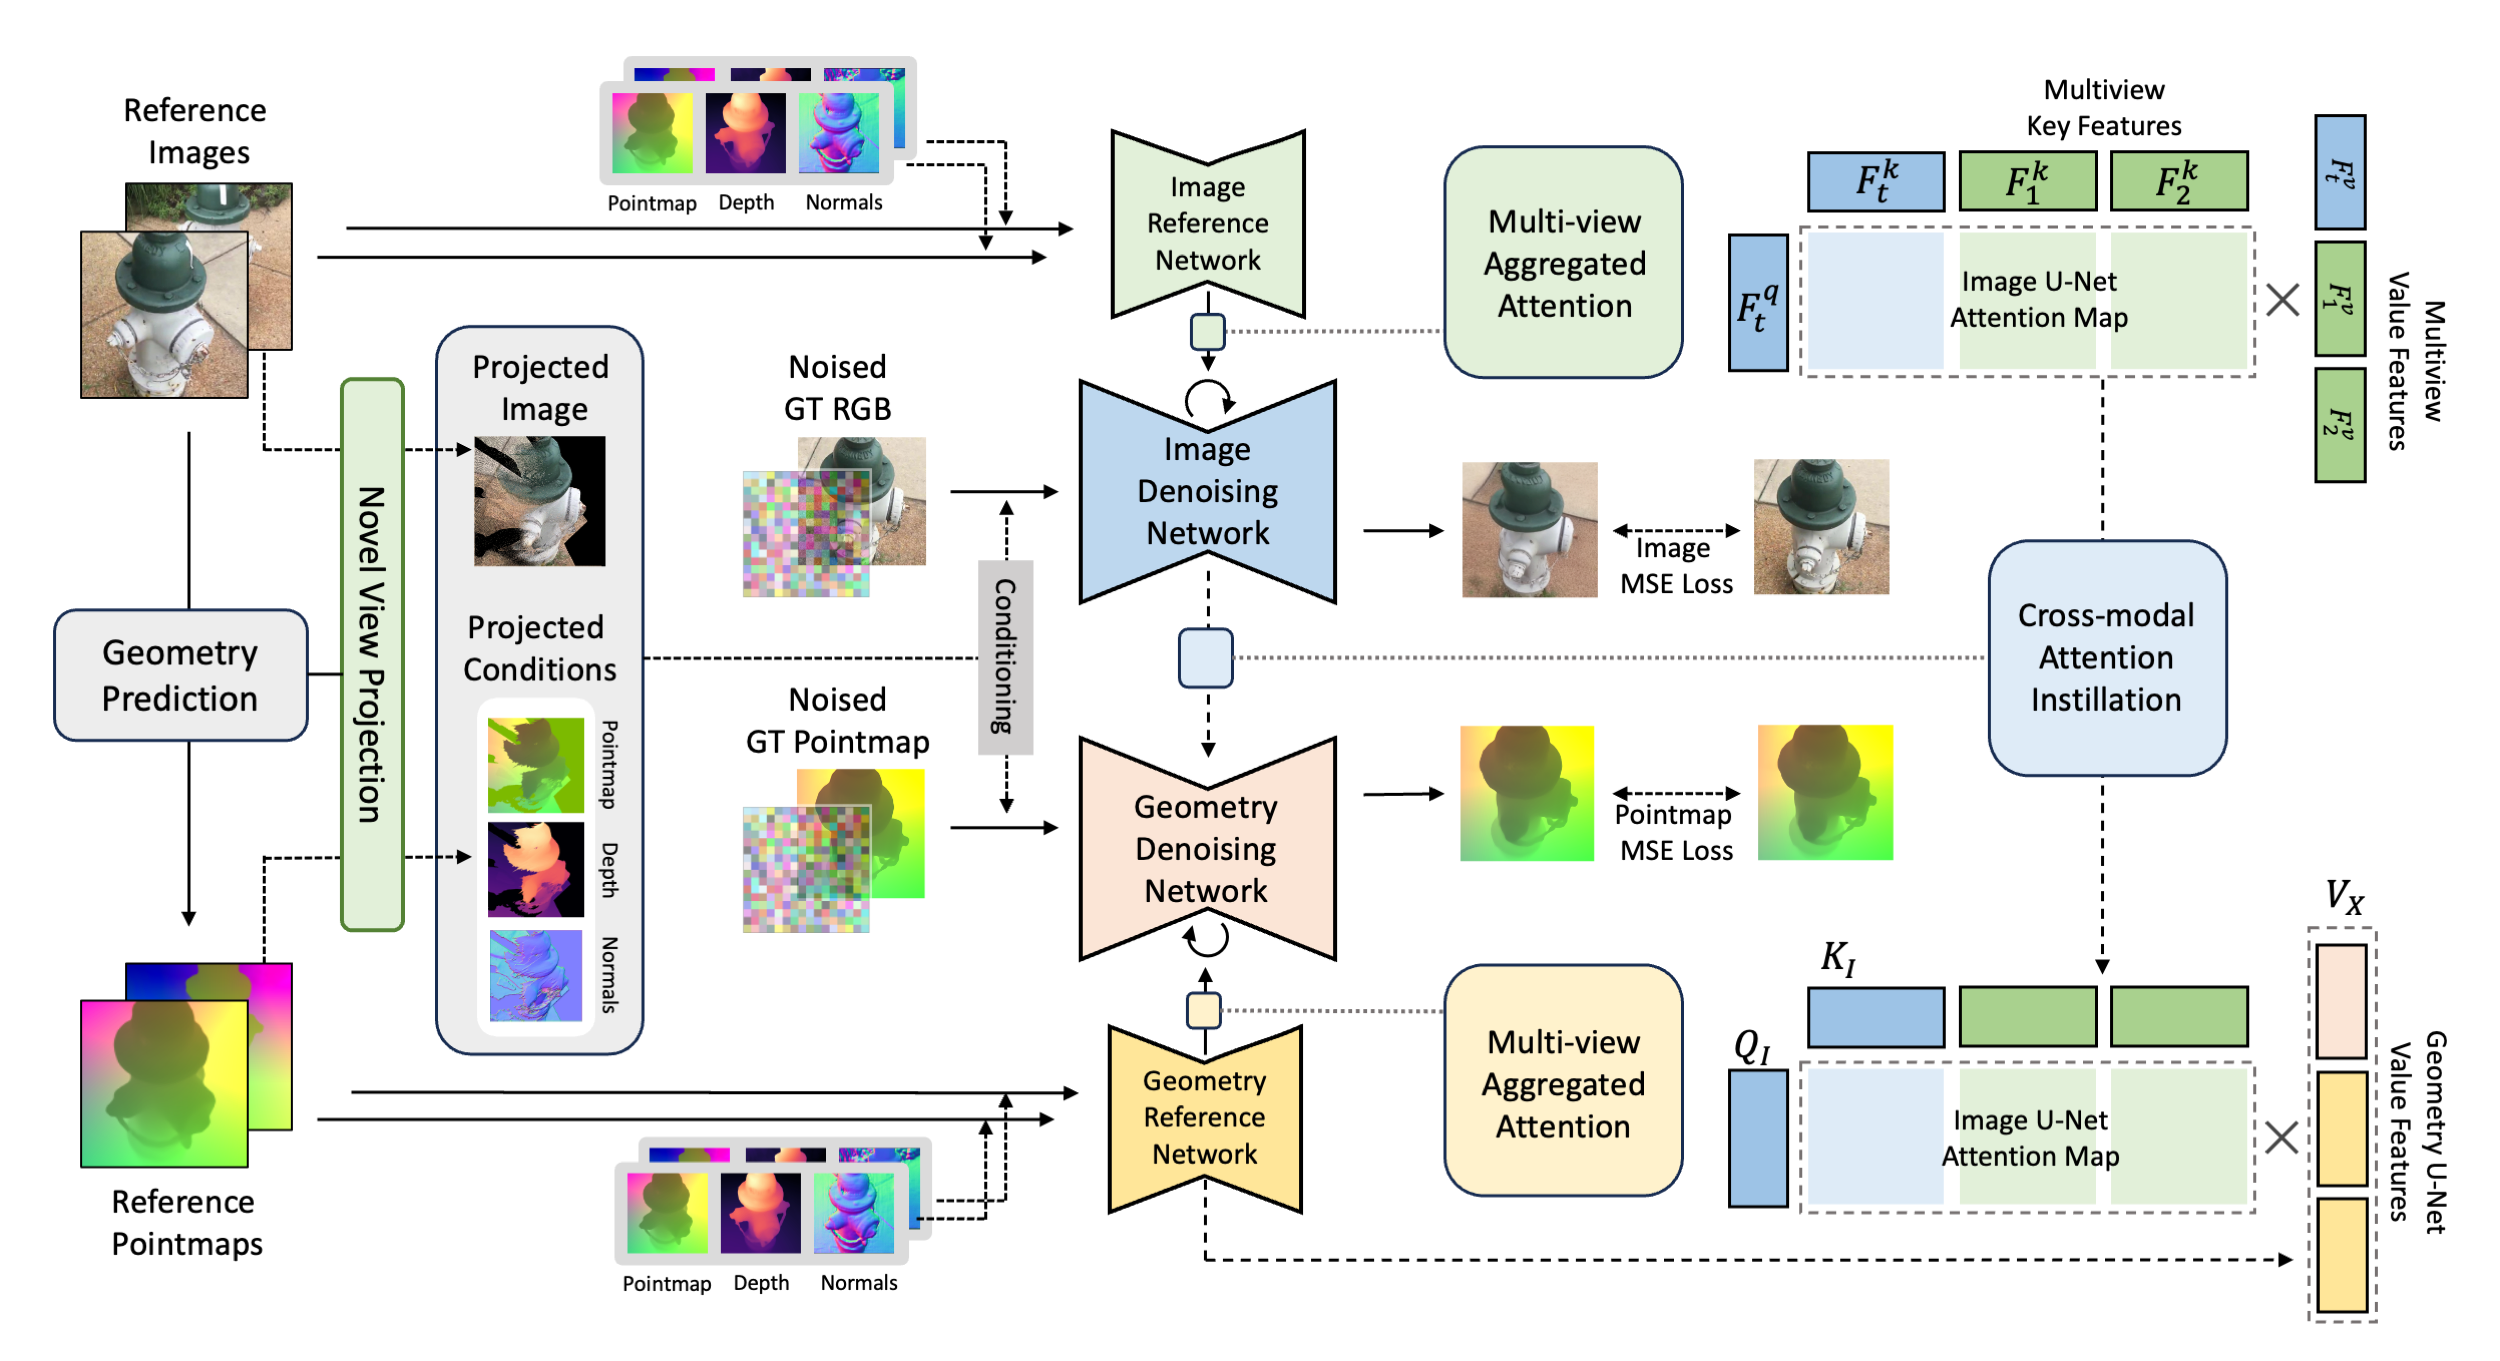 Reference
Images
Pointmap
Depth
Normals
Image
Reference
Network
Multi-view
Aggregated
Attention
Multiview
Key Features
F_t^k
F_1^k
F_2^k
F_t^q
Image U-Net
Attention Map
×
F_t^v
F_1^v
F_2^v
Multiview
Value Features
Geometry
Prediction
Novel View Projection
Projected
Image
Projected
Conditions
Pointmap
Depth
Normals
Noised
GT RGB
Noised
GT Pointmap
Conditioning
Image
Denoising
Network
Image
MSE Loss
Geometry
Denoising
Network
Pointmap
MSE Loss
Cross-modal
Attention
Instillation
Reference
Pointmaps
Pointmap
Depth
Normals
Geometry
Reference
Network
Multi-view
Aggregated
Attention
K_I
Q_I
Image U-Net
Attention Map
×
V_X
Geometry U-Net
Value Features